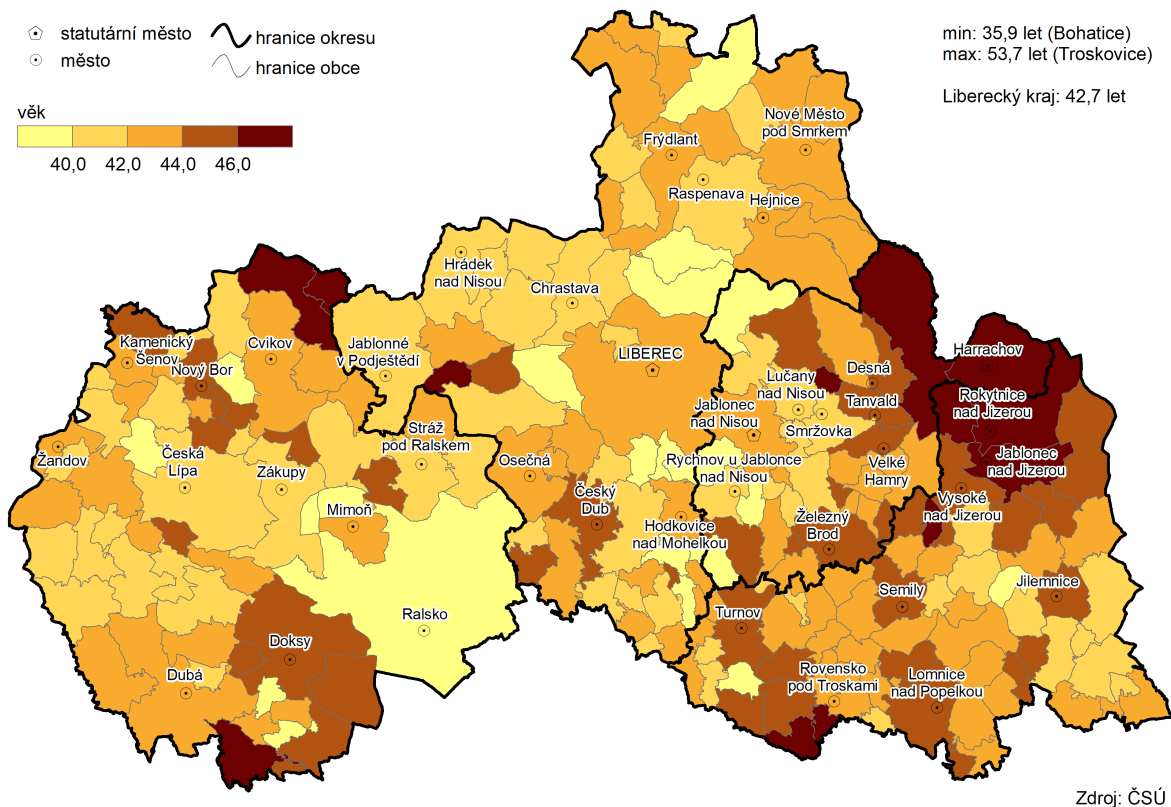 statutární město
město
hranice okresu
hranice obce
věk
40,0 42,0 44,0 46,0
min: 35,9 let (Bohatice)
max: 53,7 let (Troskovice)
Liberecký kraj: 42,7 let
Nové Město
pod Smrkem
Frýdlant
Raspenava
Hejnice
Hrádek
nad Nisou
Chrastava
Kamenický
Šenov
Nový Bor
Cvikov
Jablonné
v Podještědí
LIBEREC
Harrachov
Desná
Lučany
nad Nisou
Tanvald
Rokytnice
nad Jizerou
Jablonec
nad Nisou
Smržovka
Stráž
pod Ralskem
Žandov
Česká
Lípa
Zákupy
Osečná
Rychnov u Jablonce
nad Nisou
Velké
Hamry
Jablonec
nad Jizerou
Vysoké
nad Jizerou
Mimoň
Český
Dub
Hodkovice
nad Mohelkou
Železný
Brod
Ralsko
Turnov
Semily
Jilemnice
Doksy
Dubá
Rovensko
pod Troskami
Lomnice
nad Popelkou
Zdroj: ČSÚ